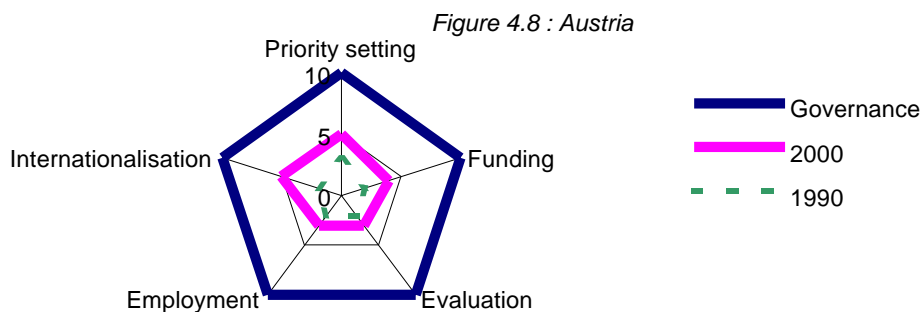 Figure 4.8 : Austria
Priority setting
10
5
0
Internationalisation
Funding
Employment
Evaluation
Governance
2000
1990